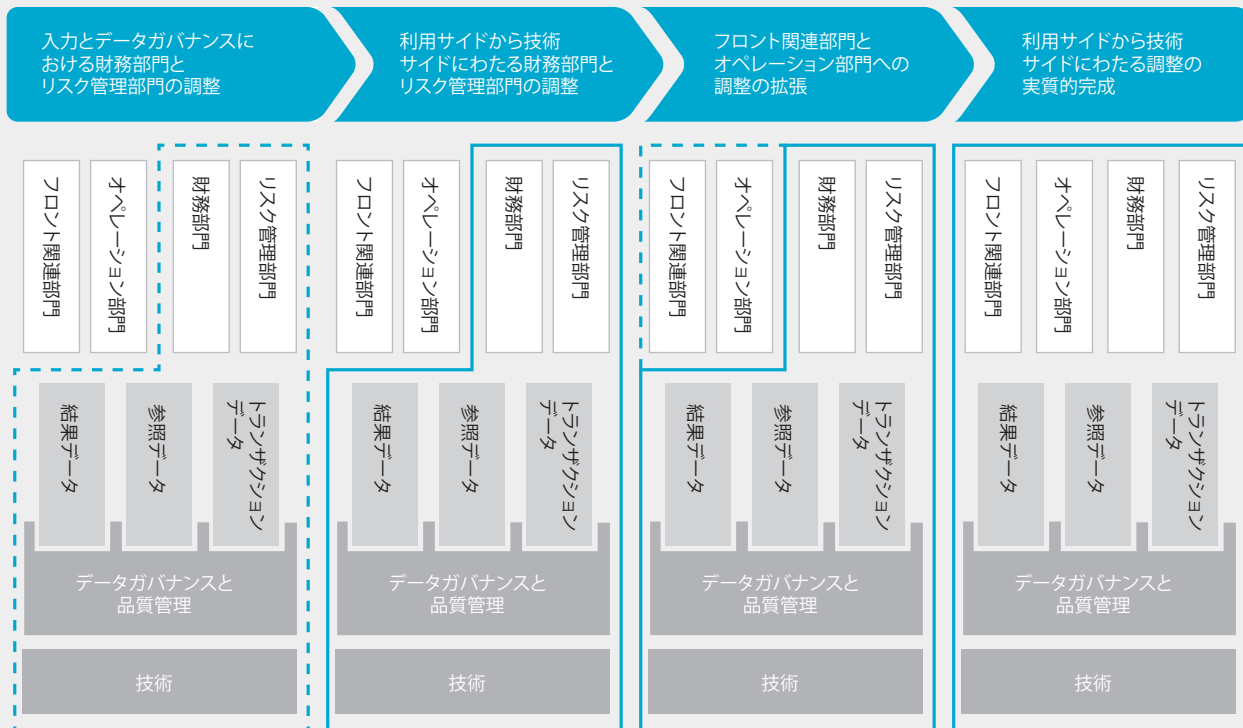 入力とデータガバナンスに
おける財務部門と
リスク管理部門の調整
利用サイドから技術
サイドにわたる財務部門と
リスク管理部門の調整
フロント関連部門と
オペレーション部門への
調整の拡張
利用サイドから技術
サイドにわたる調整の
実質的完成
フロント関連部門
オペレーション部門
財務部門
リスク管理部門
結果データ
参照データ
トランザクション
データ
データガバナンスと
品質管理
技術
フロント関連部門
オペレーション部門
財務部門
リスク管理部門
結果データ
参照データ
トランザクション
データ
データガバナンスと
品質管理
技術
フロント関連部門
オペレーション部門
財務部門
リスク管理部門
結果データ
参照データ
トランザクション
データ
データガバナンスと
品質管理
技術
フロント関連部門
オペレーション部門
財務部門
リスク管理部門
結果データ
参照データ
トランザクション
データ
データガバナンスと
品質管理
技術